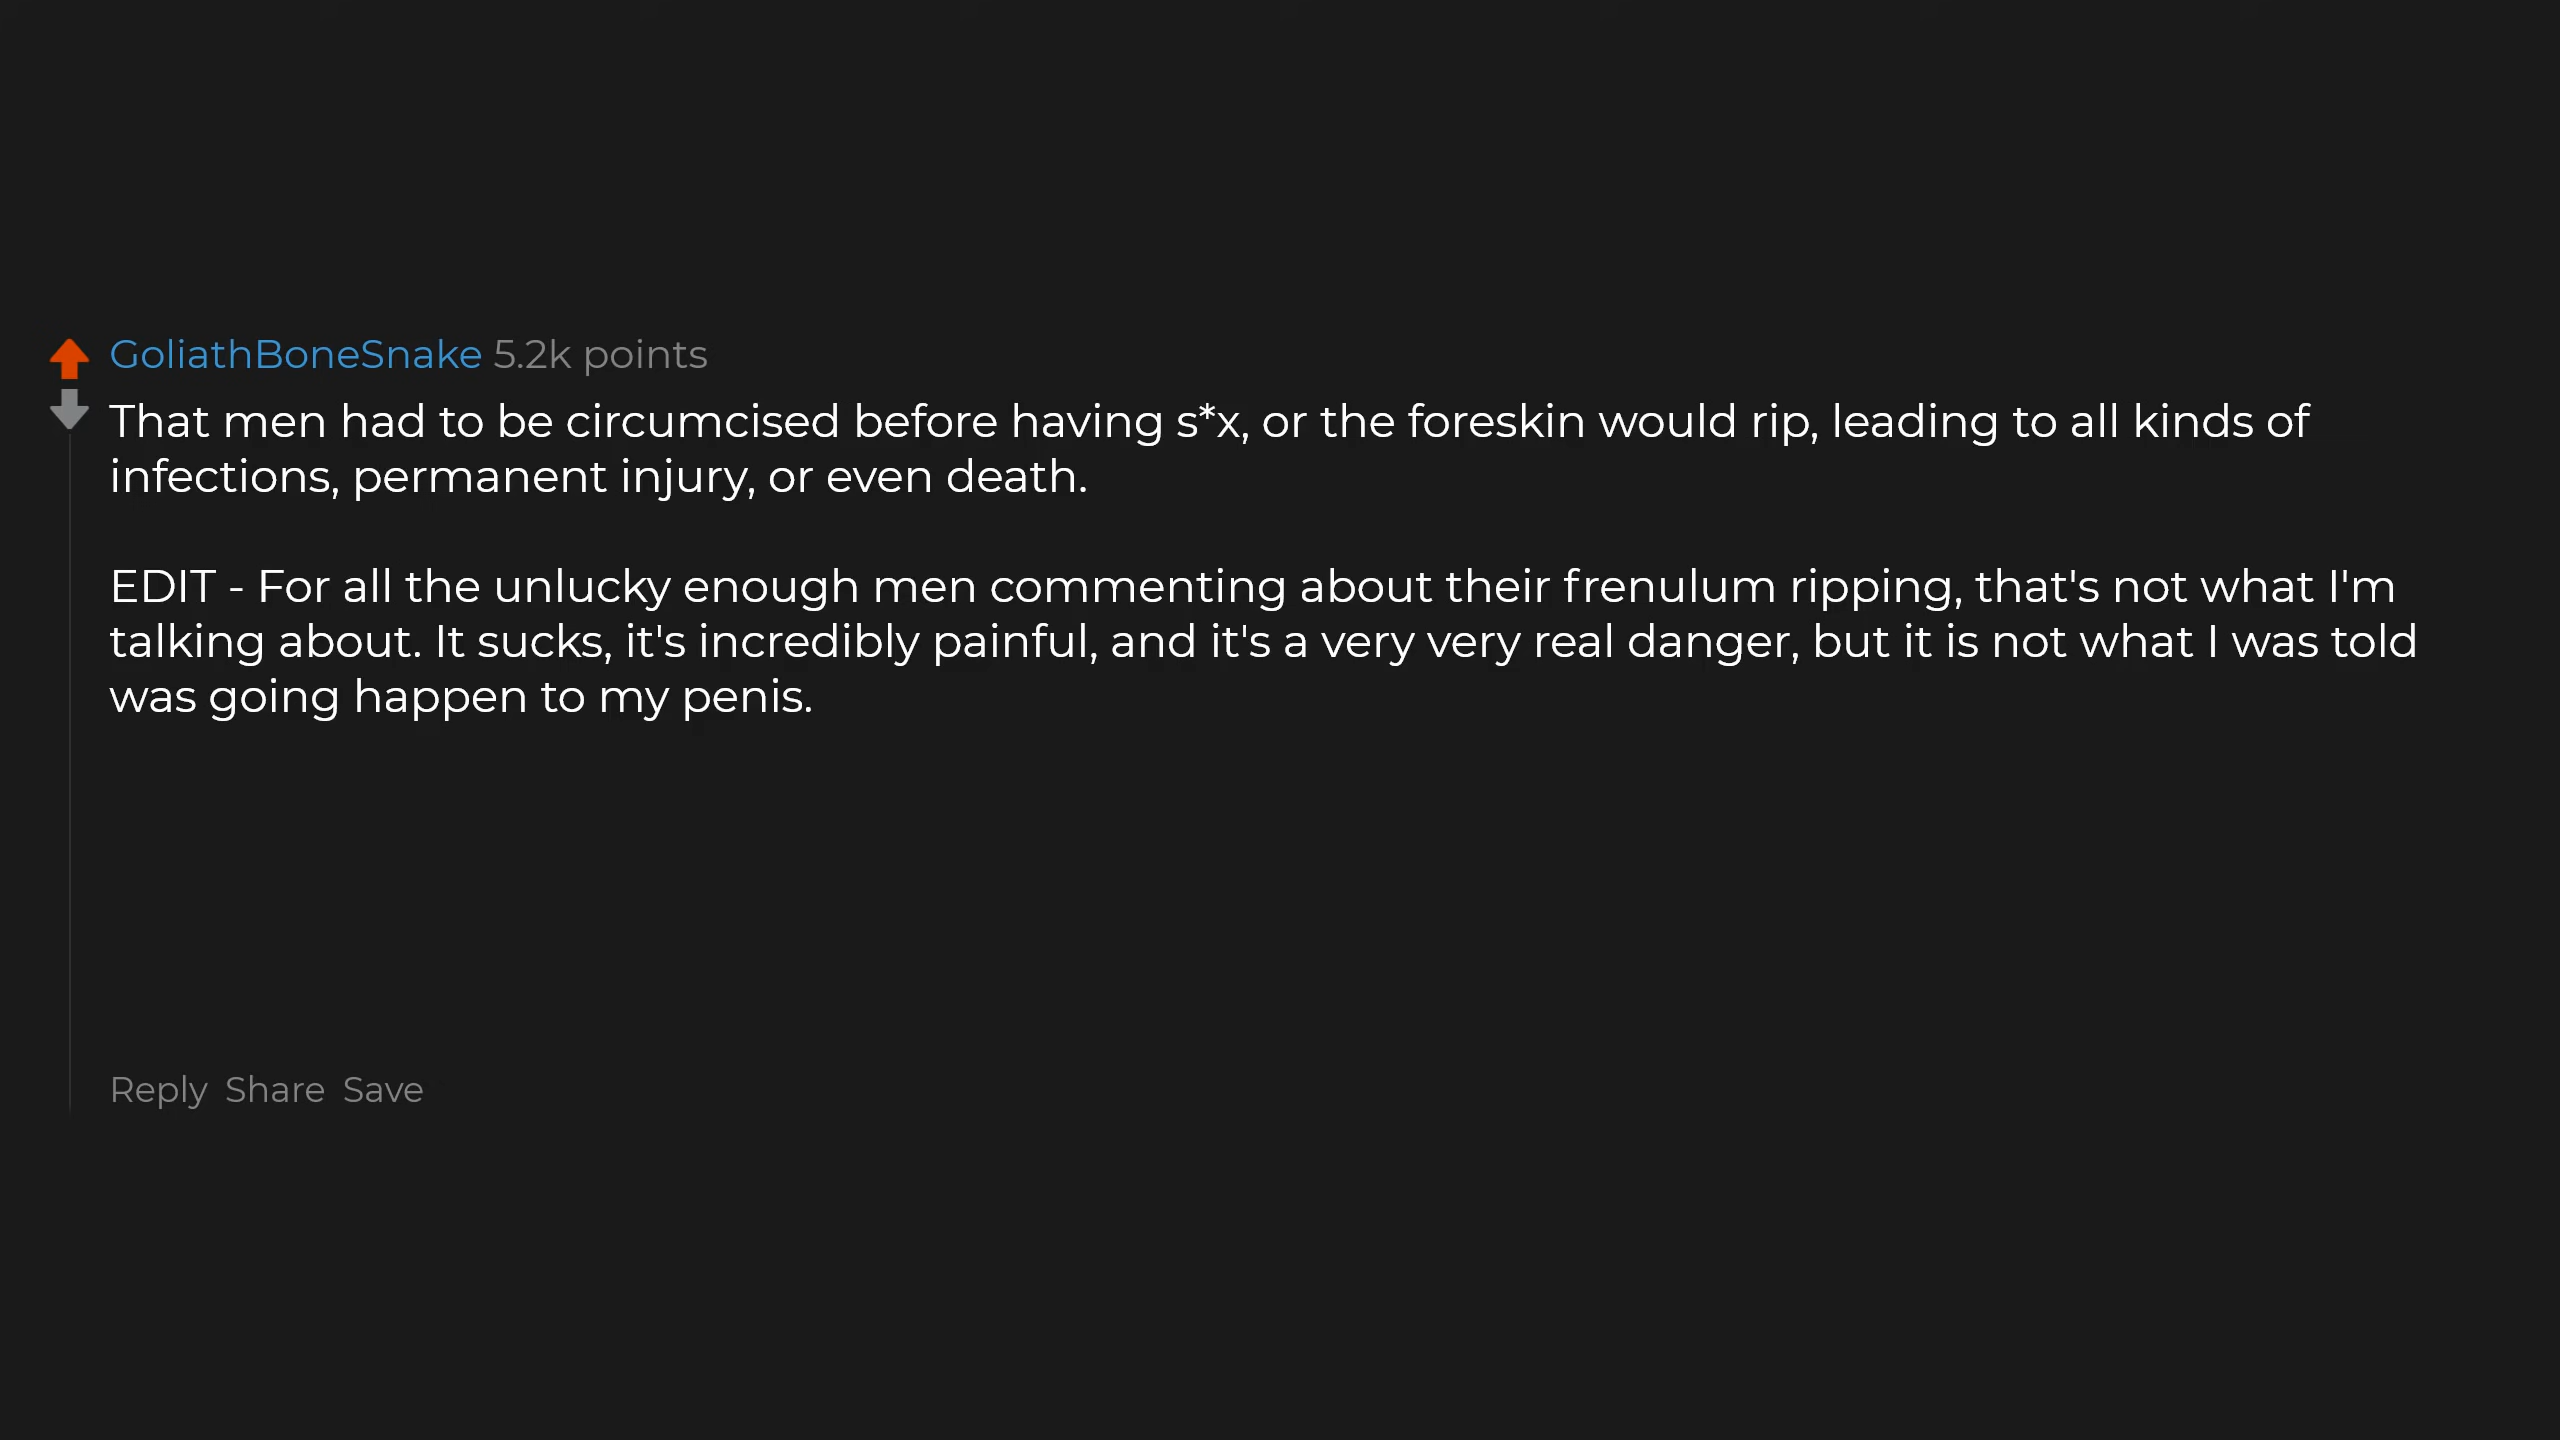 GoliathBoneSnake 5.2k points
That men had to be circumcised before having s*x, or the foreskin would rip, leading to all kinds of
infections, permanent injury, or even death.
EDIT - For all the unlucky enough men commenting about their frenulum ripping, that's not what I'm
talking about. It sucks, it's incredibly painful, and it's a very very real danger, but it is not what I was told
was going happen to my penis.
Reply Share Save